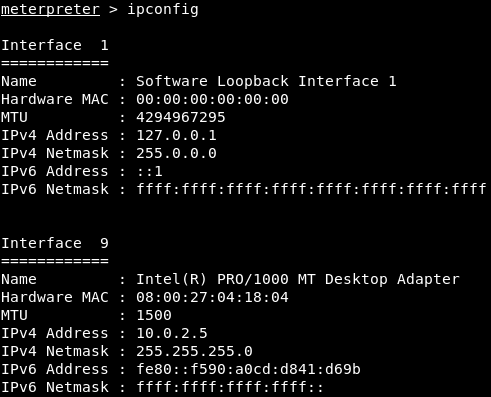 meterpreter > ipconfig
Interface  1
============
Name         : Software Loopback Interface 1
Hardware MAC : 00:00:00:00:00:00
MTU          : 4294967295
IPv4 Address : 127.0.0.1
IPv4 Netmask : 255.0.0.0
IPv6 Address : ::1
IPv6 Netmask : ffff:ffff:ffff:ffff:ffff:ffff:ffff:ffff
Interface  9
============
Name         : Intel(R) PRO/1000 MT Desktop Adapter
Hardware MAC : 08:00:27:04:18:04
MTU          : 1500
IPv4 Address : 10.0.2.5
IPv4 Netmask : 255.255.255.0
IPv6 Address : fe80::f590:a0cd:d841:d69b
IPv6 Netmask : ffff:ffff:ffff:ffff::